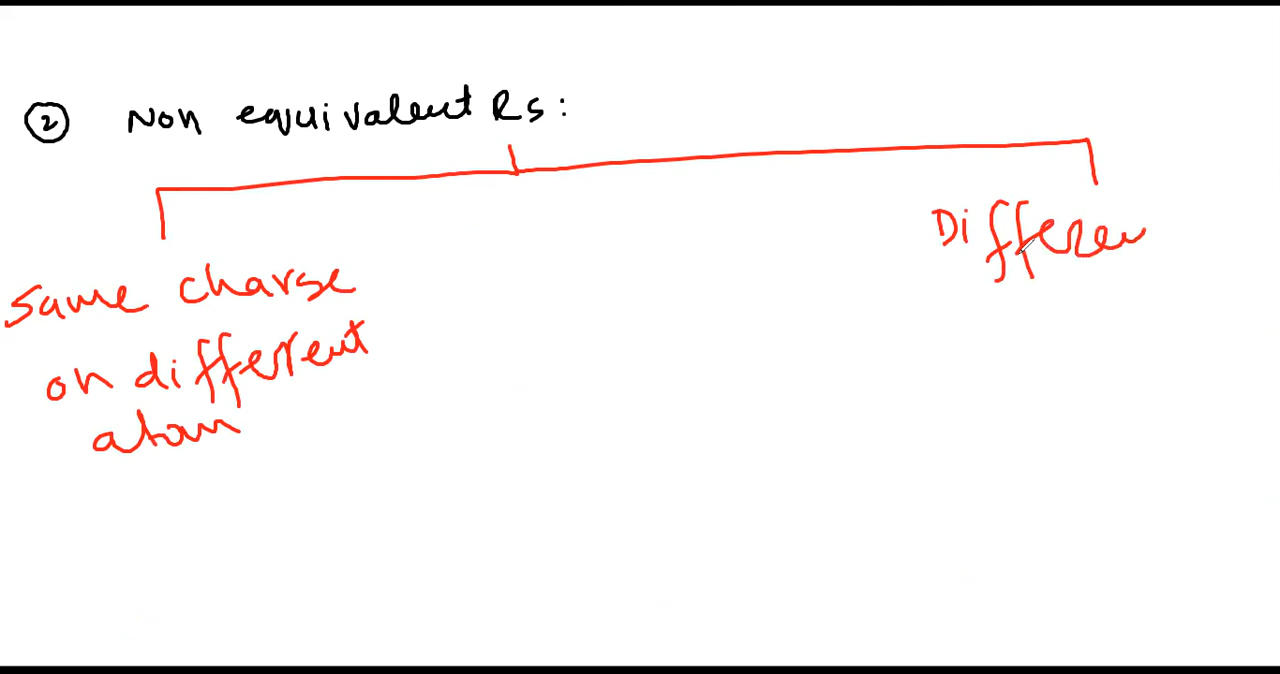 ② Non equivalent RS:
Same charge
on different
atom
Differen